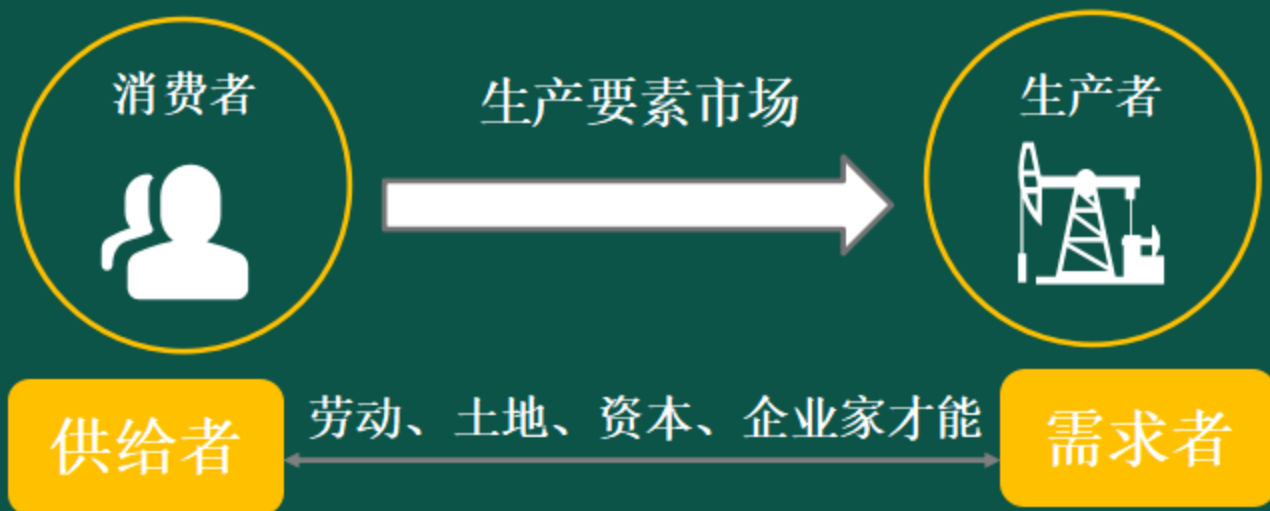 消费者
生产要素市场
生产者
劳动、土地、资本、企业家才能
供给者
需求者